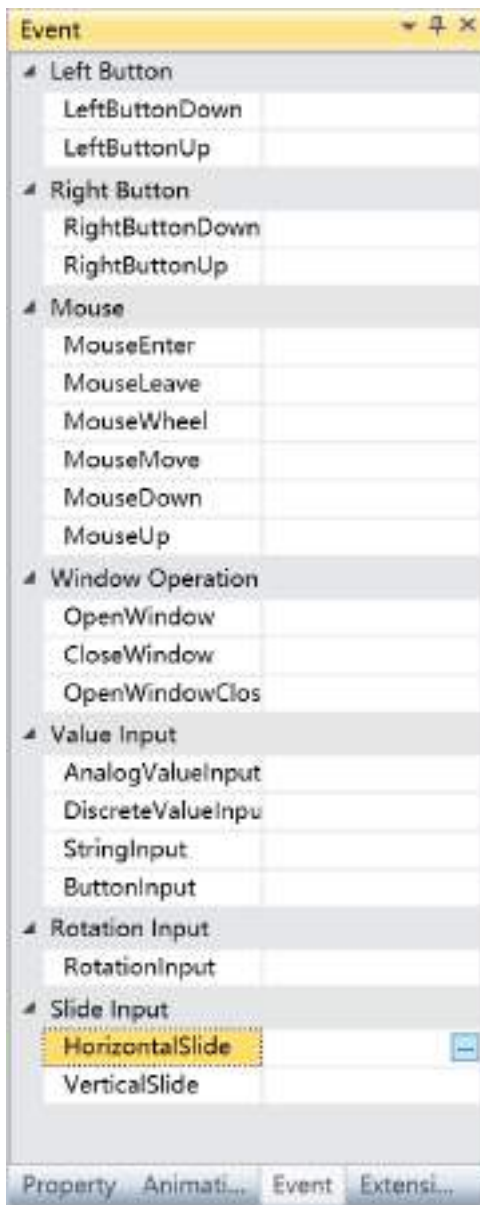 Event
Left Button
LeftButtonDown
LeftButtonUp
Right Button
RightButtonDown
RightButtonUp
Mouse
MouseEnter
MouseLeave
MouseWheel
MouseMove
MouseDown
MouseUp
Window Operation
OpenWindow
CloseWindow
OpenWindowClos
Value Input
AnalogValueInput
DiscreteValueInpu
StringInput
ButtonInput
Rotation Input
RotationInput
Slide Input
HorizontalSlide ...
VerticalSlide
Property Animati... Event Extensi...